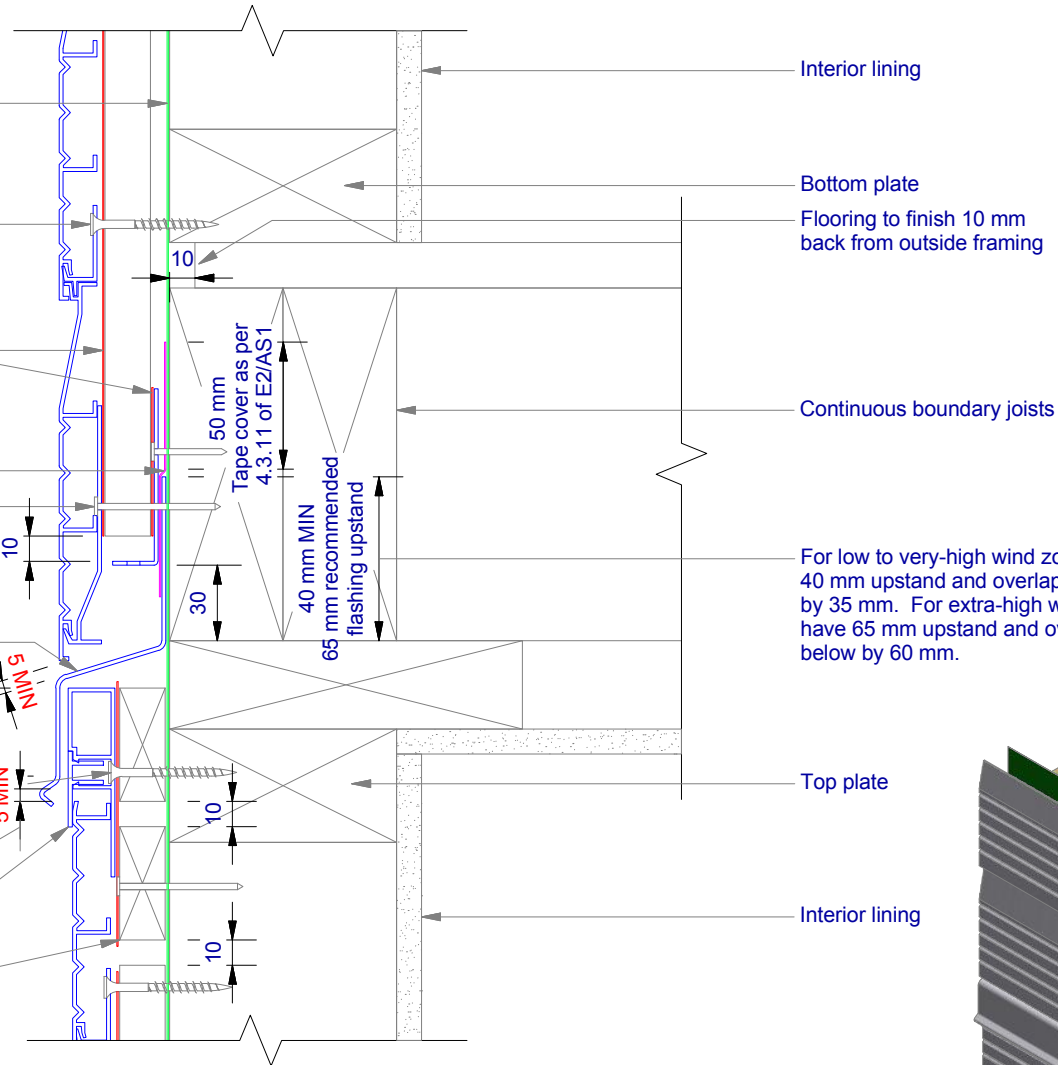 Interior lining
Bottom plate
Flooring to finish 10 mm
back from outside framing
10
50 mm
Tape cover as per
4.3.11 of E2/AS1
Continuous boundary joists
40 mm MIN
65 mm recommended
flashing upstand
10
30
For low to very-high wind
40 mm upstand and overlap
by 35 mm. For extra-high
have 65 mm upstand and
below by 60 mm.
5 MIN
5 MIN
Top plate
10
Interior lining
10